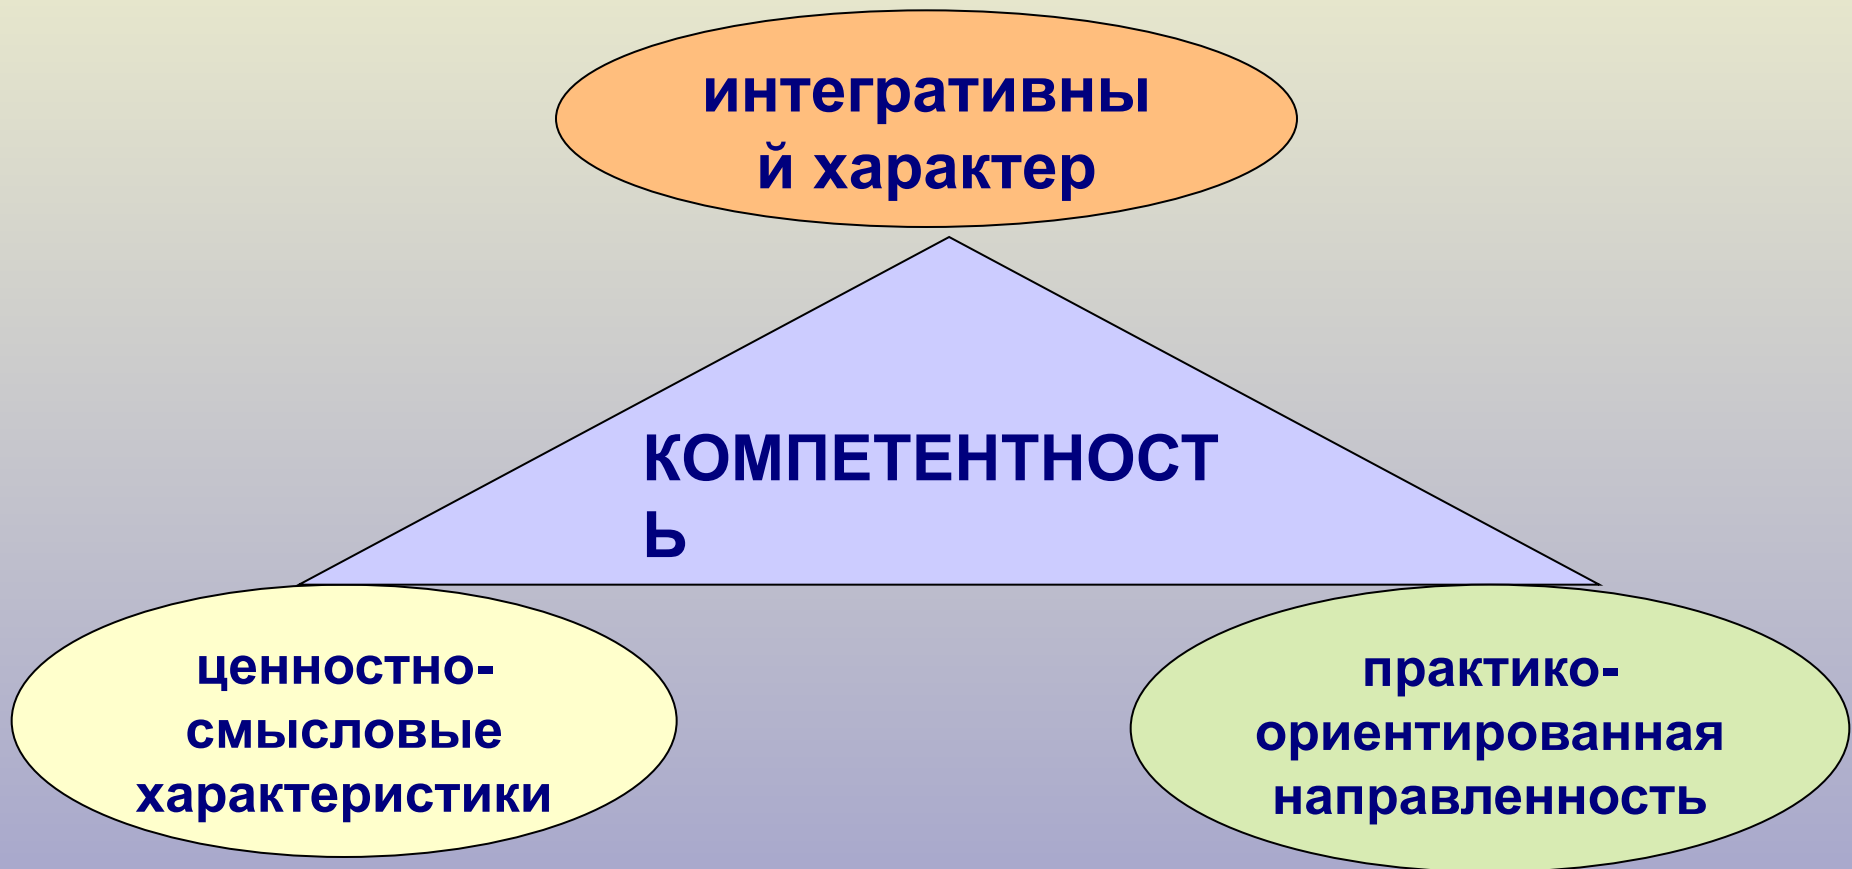 интегративны
й характер
КОМПЕТЕНТНОСТ
Ь
ценностно-
смысловые
характеристики
практико-
ориентированная
направленность